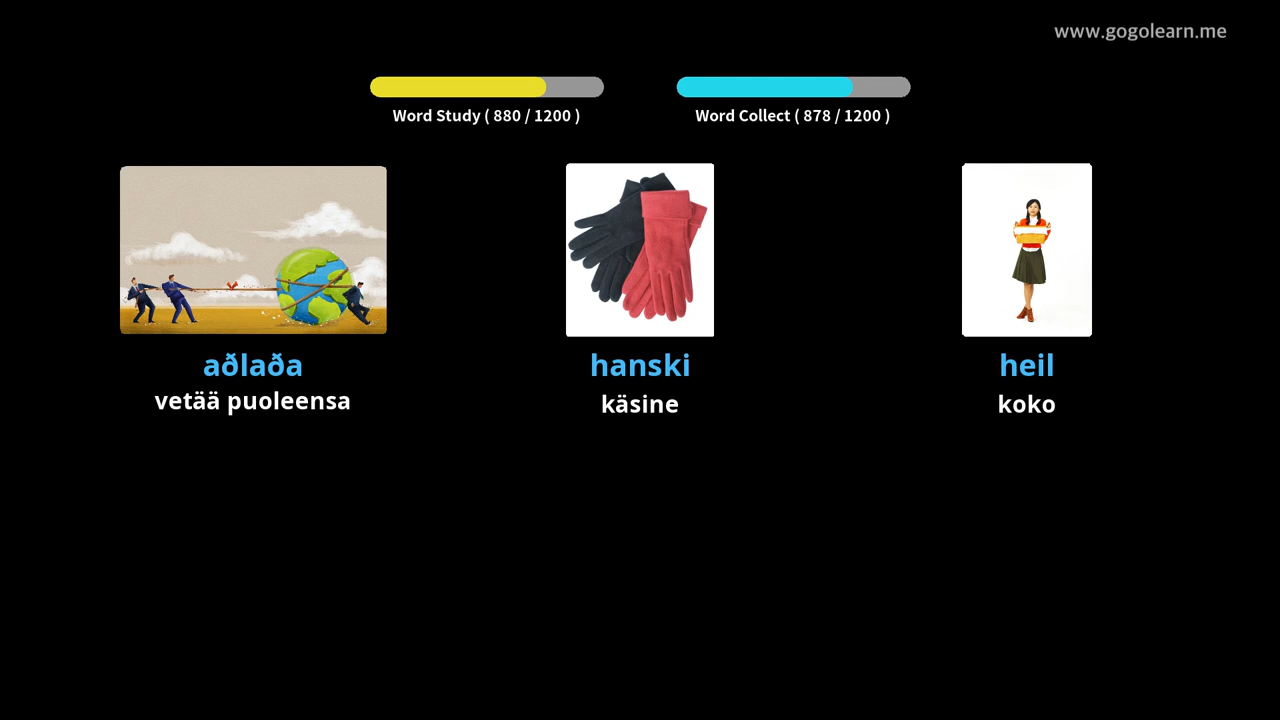 www.gogolearn.me
Word Study ( 880 / 1200 )
Word Collect ( 878 / 1200 )
aðlaða
hanski
heil
vetää puoleensa
käsine
koko